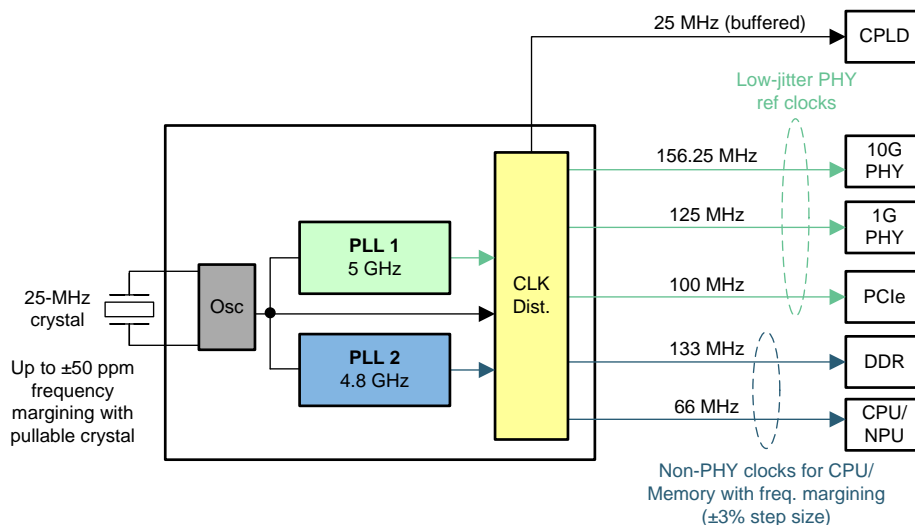 25 MHz (buffered)
CPLD
Low-jitter PHY
ref clocks
156.25 MHz
10G
PHY
125 MHz
1G
PHY
PLL 1
5 GHz
CLK
Dist.
25-MHz
crystal
Osc
100 MHz
PCIe
PLL 2
4.8 GHz
133 MHz
DDR
Up to ±50 ppm
frequency
margining with
pullable crystal
66 MHz
CPU/
NPU
Non-PHY clocks for CPU/
Memory with freq. margining
(±3% step size)